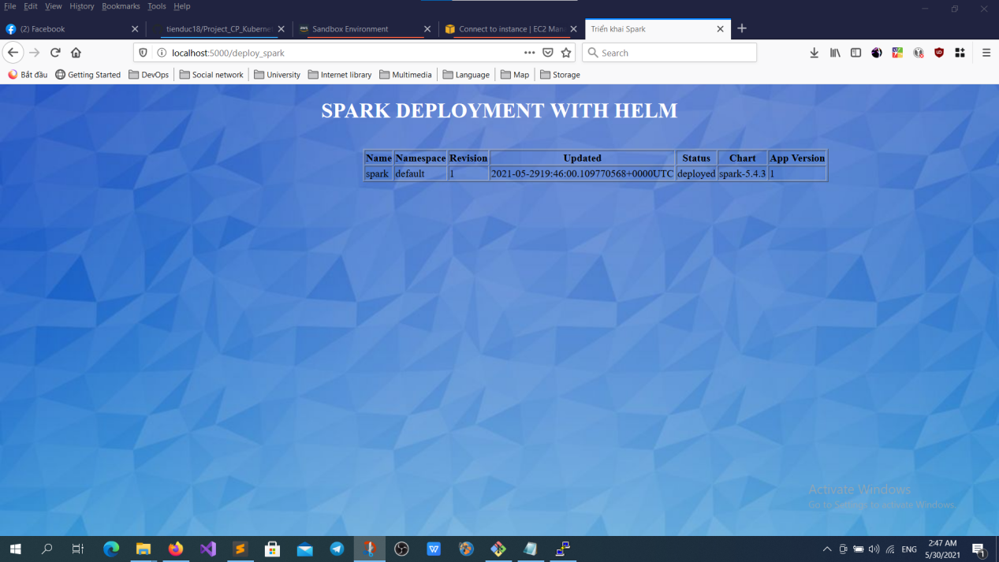 File Edit View History Bookmarks Tools Help
(2) Facebook tienduc18/Project_CP_Kubernet Sandbox Environment Connect to instance | EC2 Mana Triển khai Spark
localhost:5000/deploy_spark Search
Bắt đầu Getting Started DevOps Social network University Internet library Multimedia Language Map Storage
SPARK DEPLOYMENT WITH HELM
Name Namespace Revision Updated Status Chart App Version
spark default 1 2021-05-2919:46:00.109770568+0000UTC deployed spark-5.4.3 1
Activate Windows
Go to Settings to activate Windows.
ENG 2:47 AM
5/30/2021 1